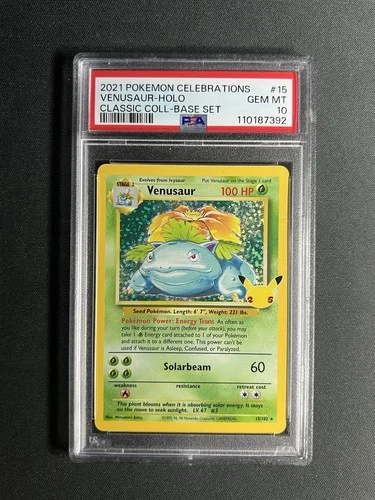 2021 POKEMON CELEBRATIONS #15
VENUSAUR-HOLO GEM MT
CLASSIC COLL-BASE SET 10
PSA 110187392
Evolves from Ivysaur Put Venusaur on the Stage 1 card
STAGE 2
Venusaur 100 HP
25
Seed Pokémon. Length: 6' 7", Weight: 221 lbs.
Pokémon Power: Energy Trans As often as
you like during your turn (before your attack), you may
take 1 Energy card attached to 1 of your Pokémon
and attach it to a different one. This power can't be
used if Venusaur is Asleep, Confused, or Paralyzed.
Solarbeam 60
weakness resistance retreat cost
This plant blooms when it is absorbing solar energy. It stays
on the move to seek sunlight. LV. 67 #3
Illus. Mitsuhiro Arita 15/102